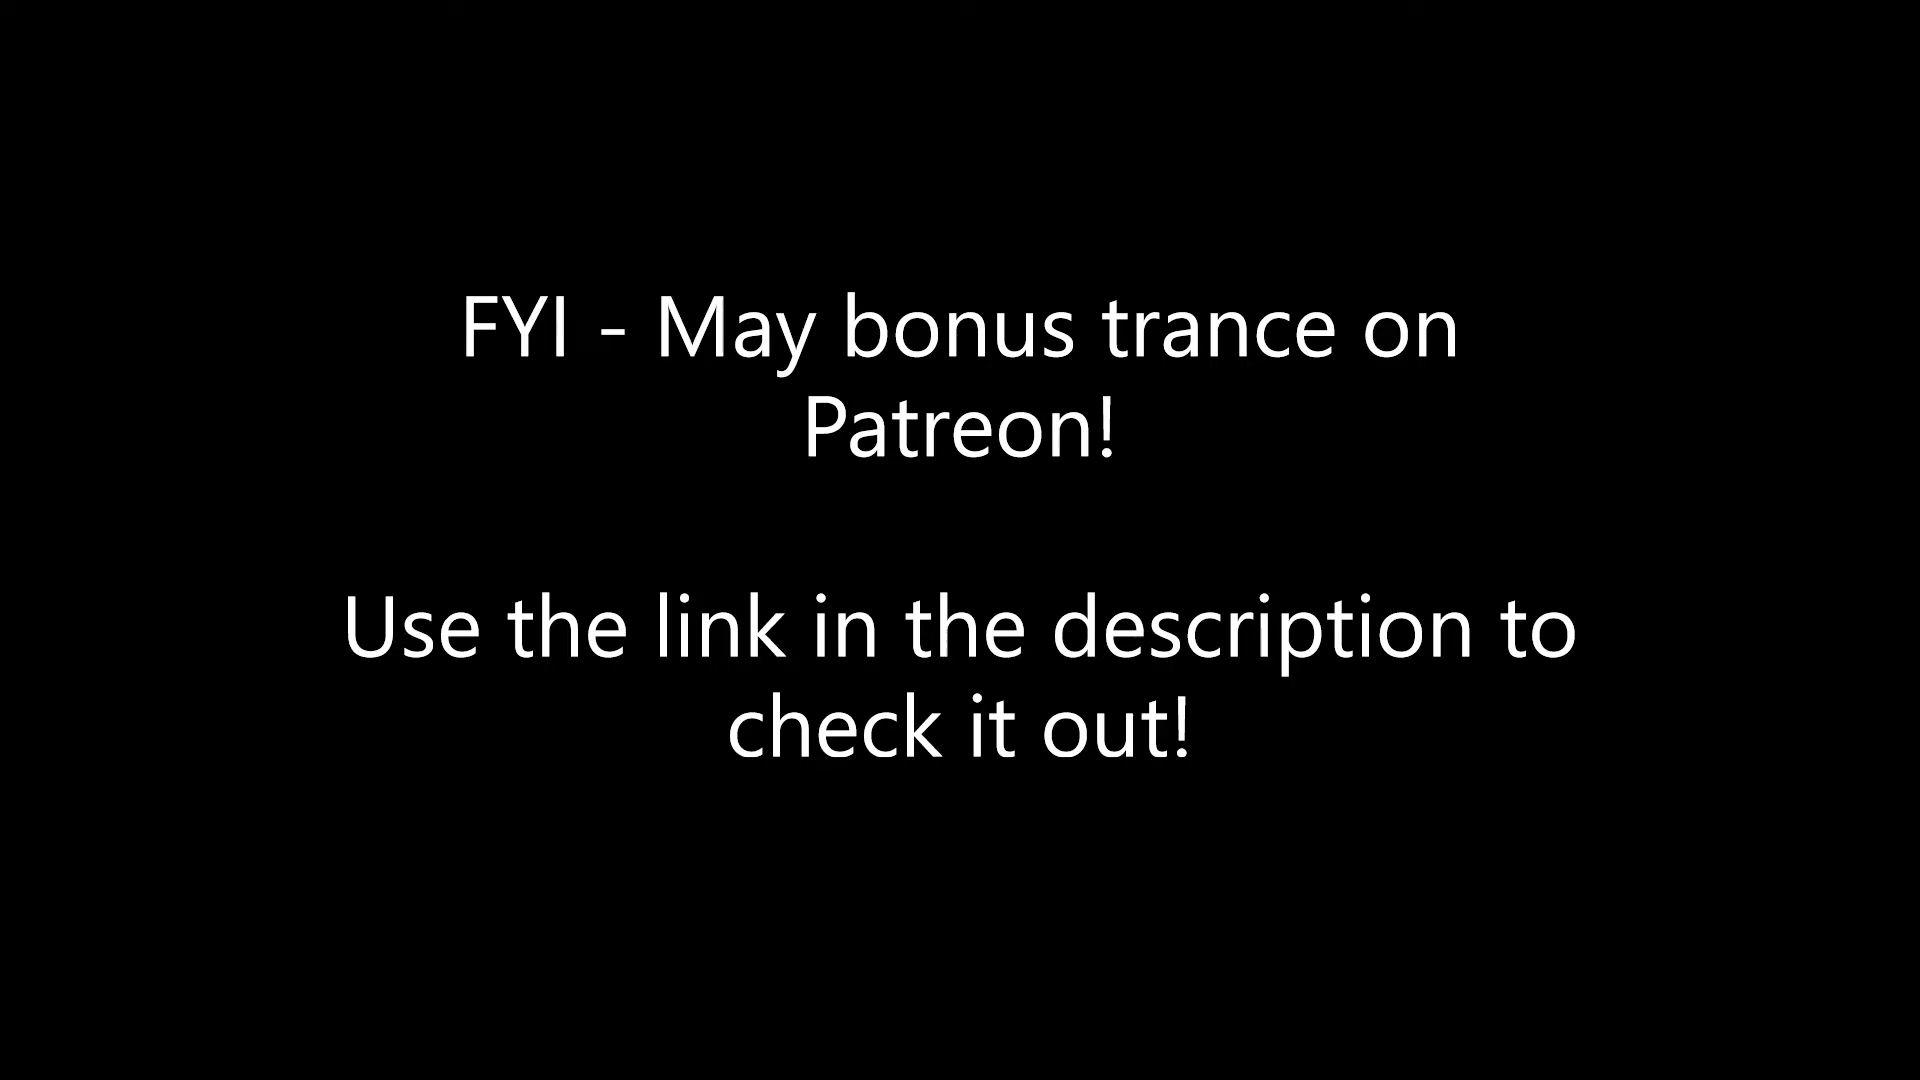 FYI - May bonus trance on
Patreon!
Use the link in the description to
check it out!